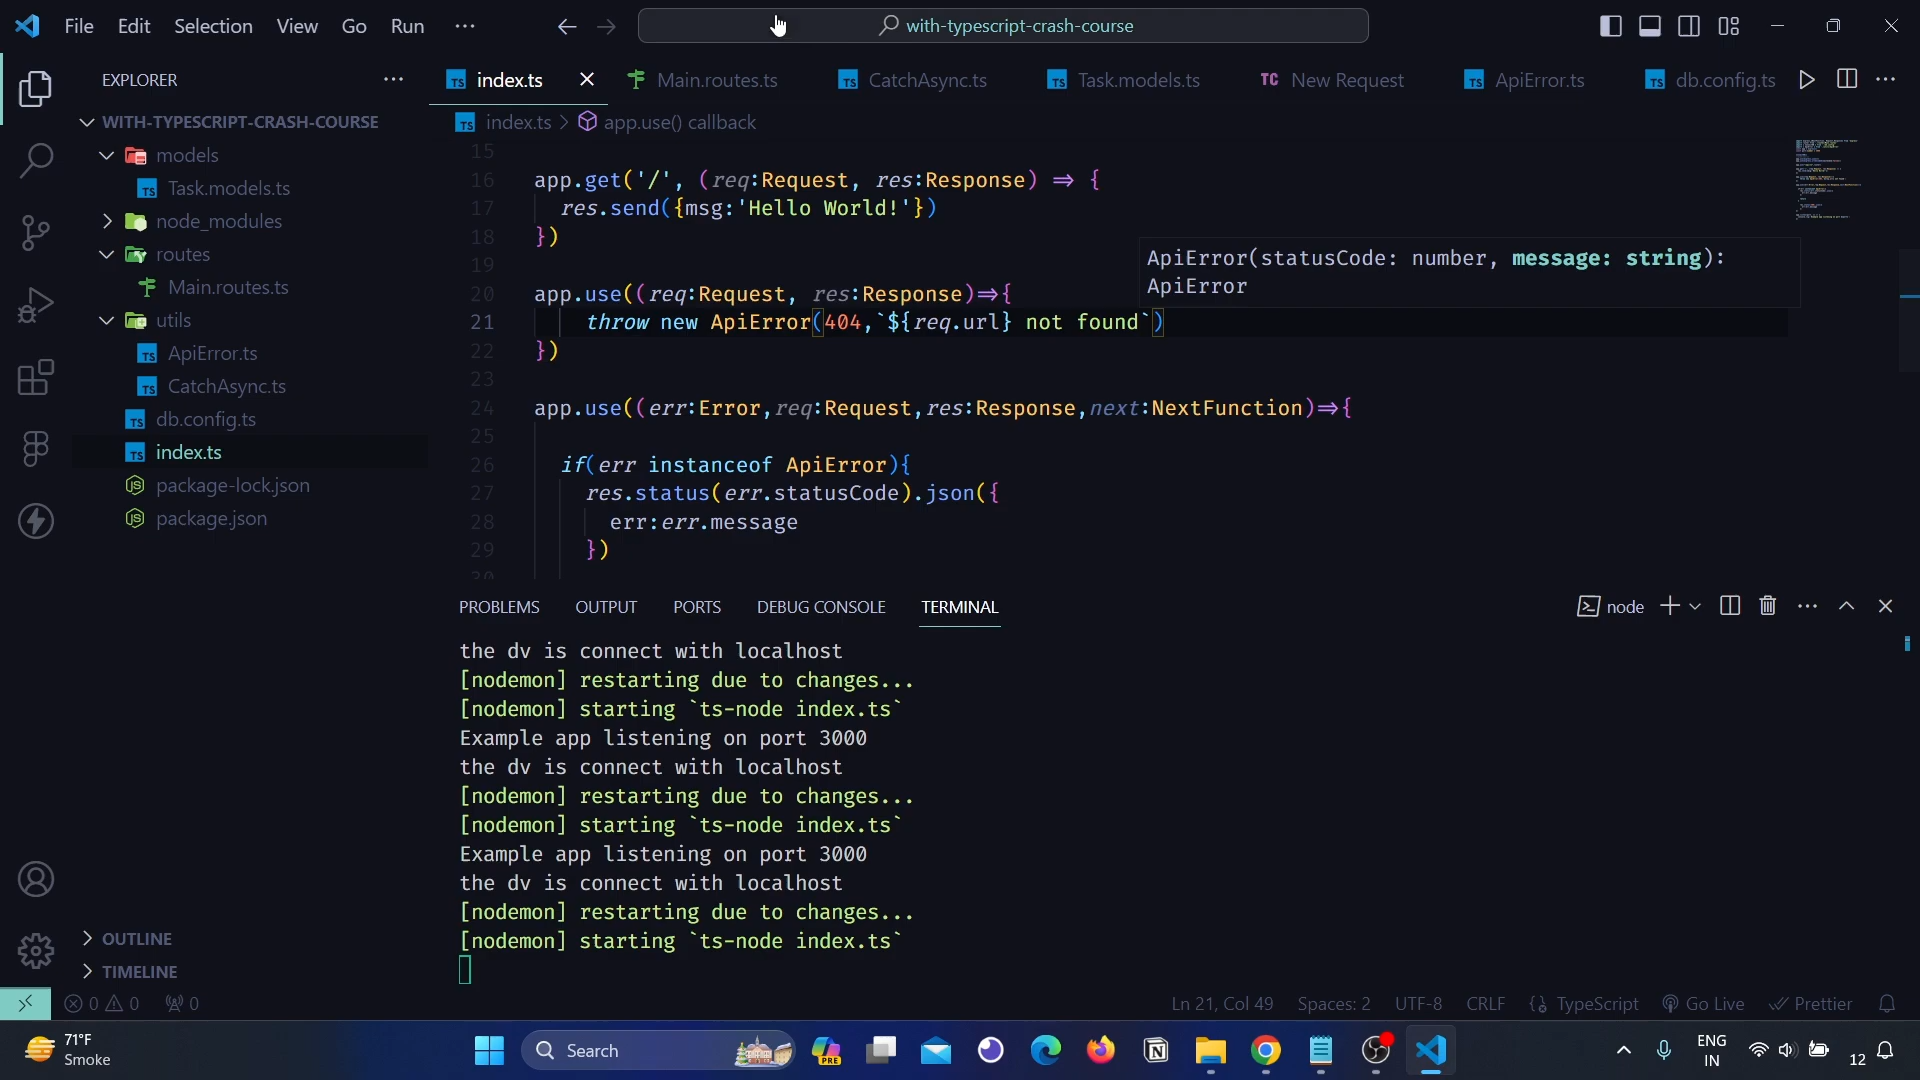 File Edit Selection View Go Run ···
with-typescript-crash-course
EXPLORER
WITH-TYPESCRIPT-CRASH-COURSE
models
Task.models.ts
node_modules
routes
Main.routes.ts
utils
ApiError.ts
CatchAsync.ts
db.config.ts
index.ts
package-lock.json
package.json
OUTLINE
TIMELINE
index.ts Main.routes.ts CatchAsync.ts Task.models.ts TC New Request ApiError.ts db.config.ts
index.ts > app.use() callback
15
16 app.get('/', (req:Request, res:Response) => {
17 res.send({msg:'Hello World!'})
18 })
19
20 app.use((req:Request, res:Response)=>{
21 throw new ApiError(404,`${req.url} not found`)
22 })
23
24 app.use((err:Error,req:Request,res:Response,next:NextFunction)=>{
25
26 if(err instanceof ApiError){
27 res.status(err.statusCode).json({
28 err:err.message
29 })
30
ApiError(statusCode: number, message: string):
ApiError
PROBLEMS OUTPUT PORTS DEBUG CONSOLE TERMINAL
node
the dv is connect with localhost
[nodemon] restarting due to changes...
[nodemon] starting `ts-node index.ts`
Example app listening on port 3000
the dv is connect with localhost
[nodemon] restarting due to changes...
[nodemon] starting `ts-node index.ts`
Example app listening on port 3000
the dv is connect with localhost
[nodemon] restarting due to changes...
[nodemon] starting `ts-node index.ts`
0 0 0
Ln 21, Col 49 Spaces: 2 UTF-8 CRLF {} TypeScript Go Live Prettier
71°F
Smoke
Search
PRE
ENG
IN
12